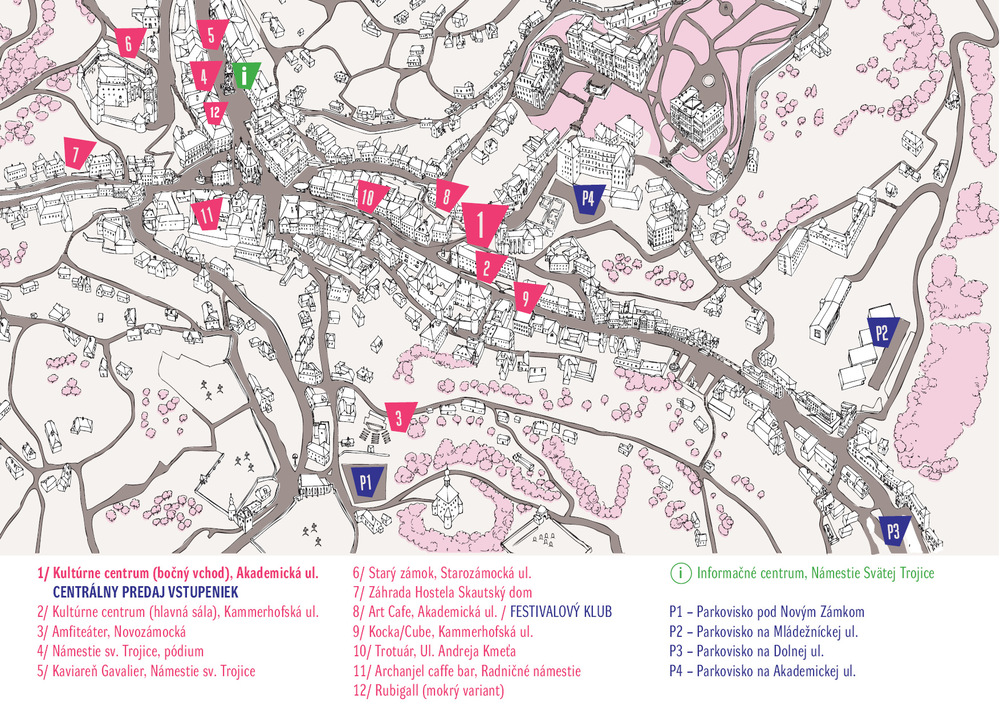 6
5
4
i
12
7
11
10
8
1
2
9
P4
P2
3
P1
P3
1/ Kultúrne centrum (bočný vchod), Akademická ul.
CENTRÁLNY PREDAJ VSTUPENIEK
2/ Kultúrne centrum (hlavná sála), Kammerhofská ul.
3/ Amfiteáter, Novozámocká
4/ Námestie sv. Trojice, pódium
5/ Kaviareň Gavalier, Námestie sv. Trojice
6/ Starý zámok, Starozámocká ul.
7/ Záhrada Hostela Skautský dom
8/ Art Cafe, Akademická ul. / FESTIVALOVÝ KLUB
9/ Kocka/Cube, Kammerhofská ul.
10/ Trotuár, Ul. Andreja Kmeťa
11/ Archanjel caffe bar, Radničné námestie
12/ Rubigall (mokrý variant)
i Informačné centrum, Námestie Svätej Trojice
P1 – Parkovisko pod Novým Zámkom
P2 – Parkovisko na Mládežníckej ul.
P3 – Parkovisko na Dolnej ul.
P4 – Parkovisko na Akademickej ul.